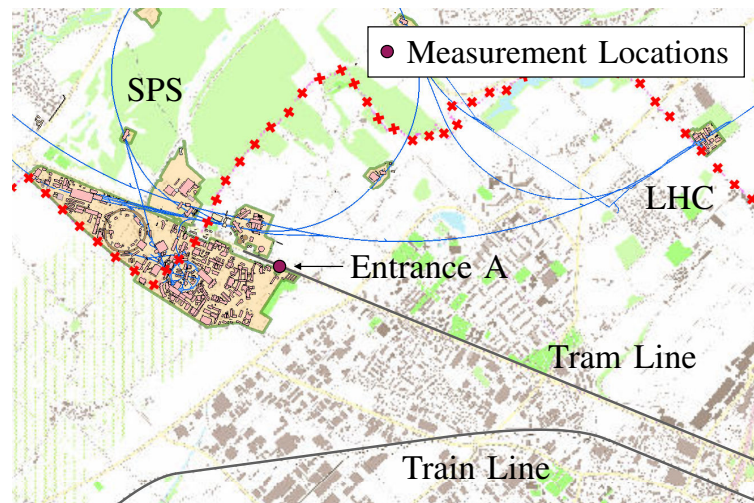 Measurement Locations
SPS
LHC
Entrance A
Tram Line
Train Line